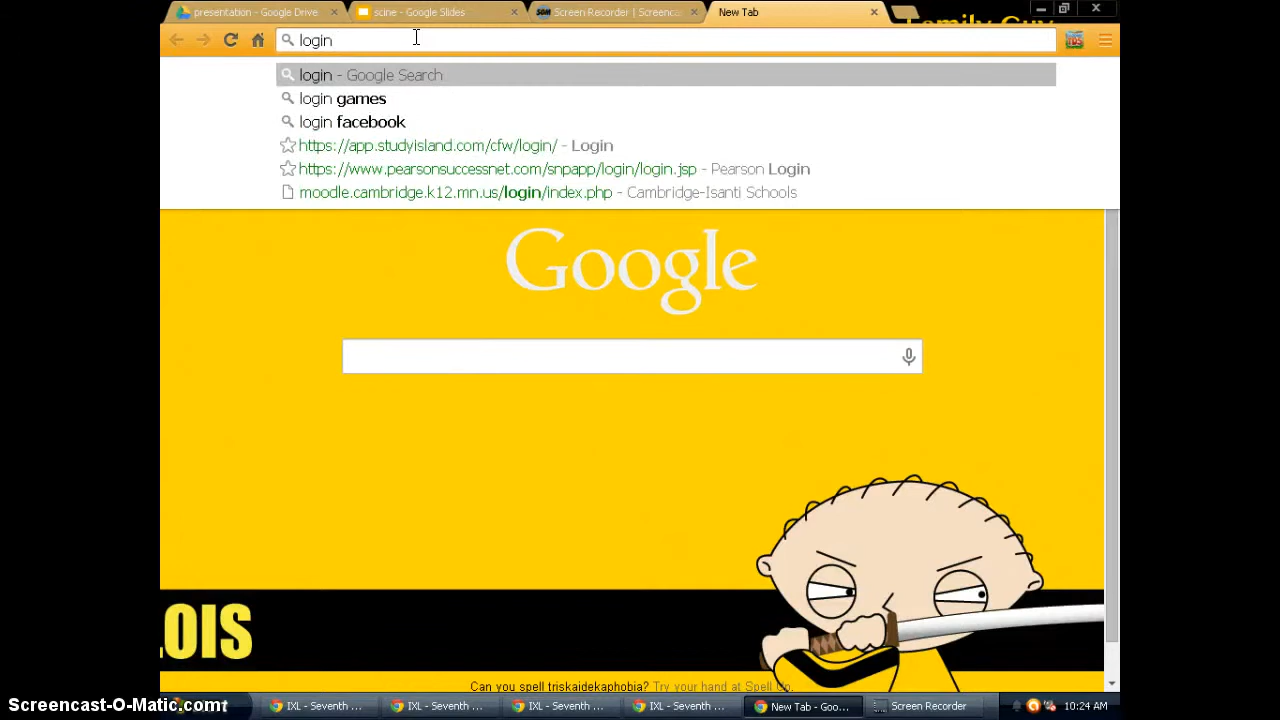 presentation - Google Drive
scine - Google Slides
Screen Recorder | Screenca
New Tab
Family Guy
login
login - Google Search
login games
login facebook
https://app.studyisland.com/cfw/login/ - Login
https://www.pearsonsuccessnet.com/snpapp/login/login.jsp - Pearson Login
moodle.cambridge.k12.mn.us/login/index.php - Cambridge-Isanti Schools
Google
LOIS
Can you spell triskaidekaphobia? Try your hand at Spell Up.
Screencast-O-Matic.com
IXL - Seventh ...
IXL - Seventh ...
IXL - Seventh ...
IXL - Seventh ...
New Tab - Goo...
Screen Recorder
10:24 AM